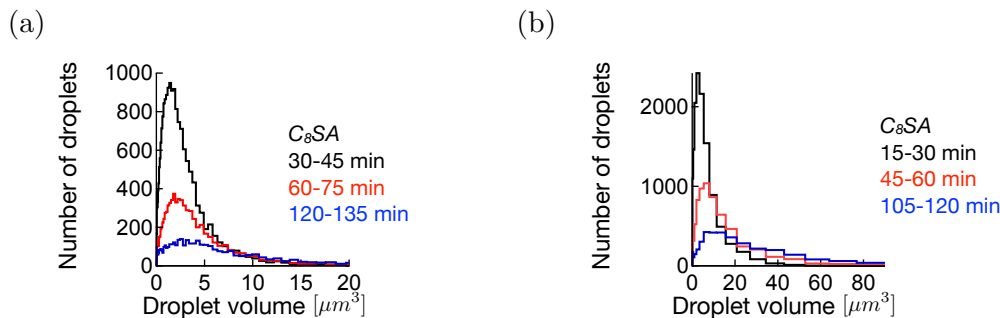 (a)
1000
800
600
400
200
0
0 5 10 15 20
Number of droplets
Droplet volume [μm³]
C₈SA
30-45 min
60-75 min
120-135 min
(b)
2000
1000
0
0 20 40 60 80
Number of droplets
Droplet volume [μm³]
C₈SA
15-30 min
45-60 min
105-120 min